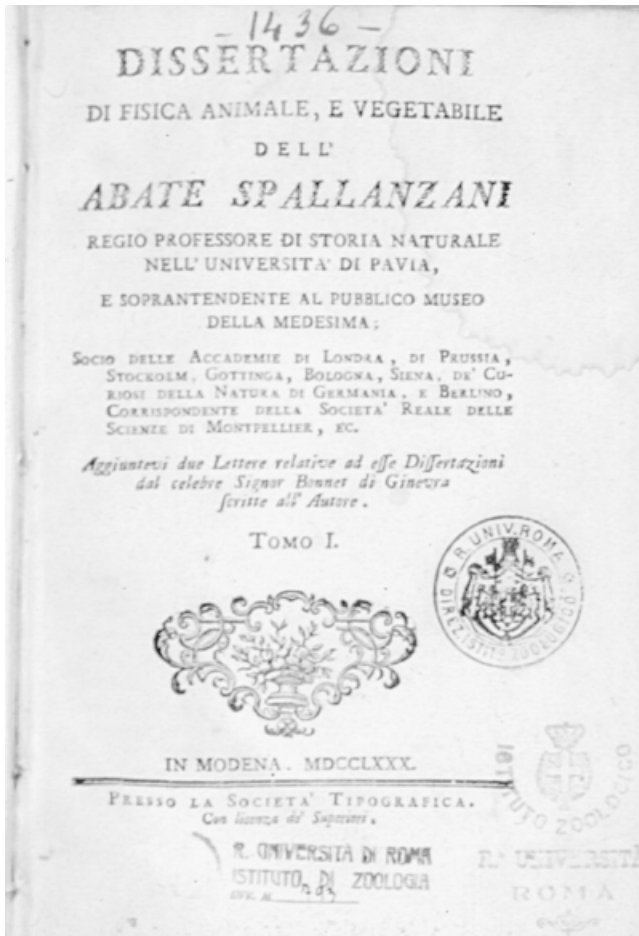 - 1436 -
DISSERTAZIONI
DI FISICA ANIMALE, E VEGETABILE
DELL'
ABATE SPALLANZANI
REGIO PROFESSORE DI STORIA NATURALE
NELL' UNIVERSITA' DI PAVIA,
E SOPRANTENDENTE AL PUBBLICO MUSEO
DELLA MEDESIMA;
SOCIO DELLE ACCADEMIE DI LONDRA, DI PRUSSIA,
STOCKOLM, GOTTINGA, BOLOGNA, SIENA, DE' CU-
RIOSI DELLA NATURA DI GERMANIA, E BERLINO,
CORRISPONDENTE DELLA SOCIETA' REALE DELLE
SCIENZE DI MONTPELLIER, EC.
Aggiuntevi due Lettere relative ad esse Dissertazioni
dal celebre Signor Bonnet di Ginevra
scritte all' Autore.
TOMO I.
R. UNIV. ROMA
DIREZ. ISTIT. ZOOLOGICO
IN MODENA. MDCCLXXX.
PRESSO LA SOCIETA' TIPOGRAFICA.
Con licenza de' Superiori.
ISTITUTO ZOOLOGICO
R. UNIVERSITÀ DI ROMA
ISTITUTO DI ZOOLOGIA
INV. N 793
R. UNIVERSITÀ
ROMA